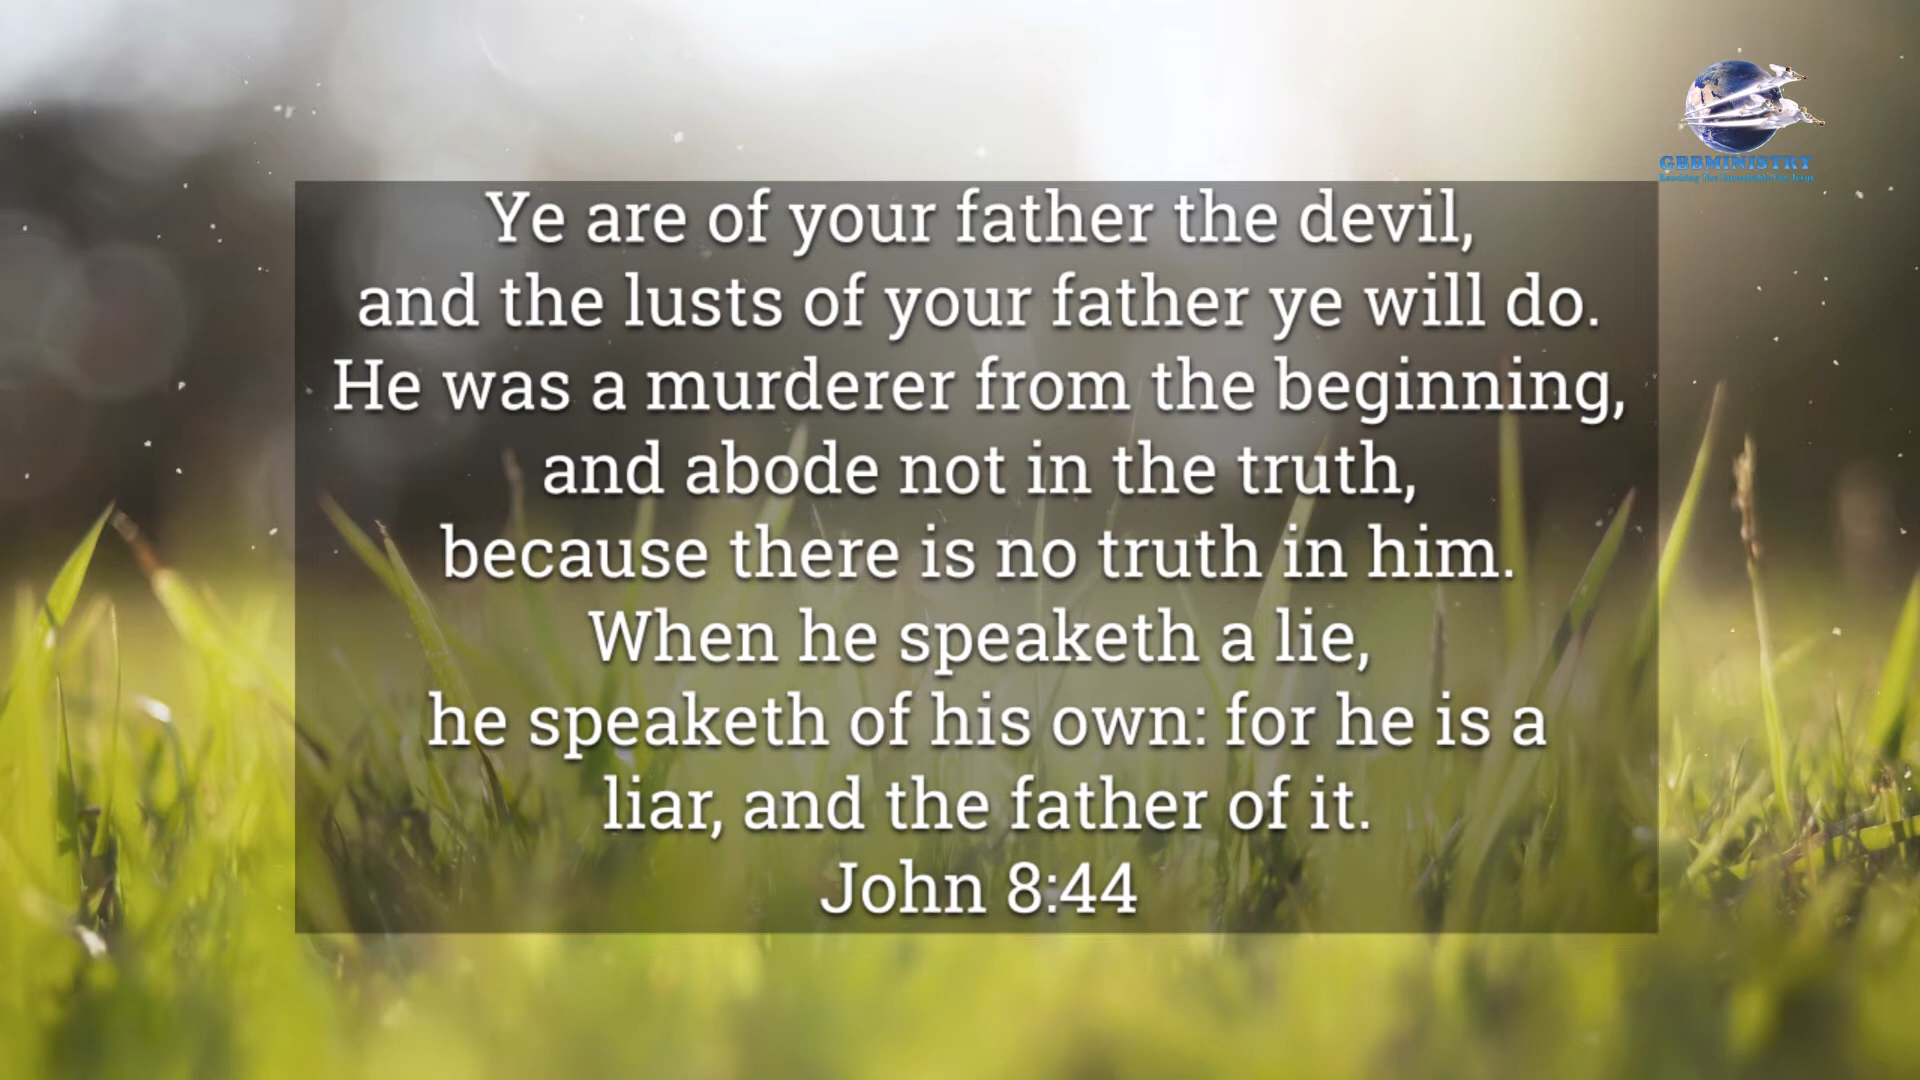 GBBMINISTRY
Ye are of your father the devil,
and the lusts of your father ye will do.
He was a murderer from the beginning,
and abode not in the truth,
because there is no truth in him.
When he speaketh a lie,
he speaketh of his own: for he is a
liar, and the father of it.
John 8:44